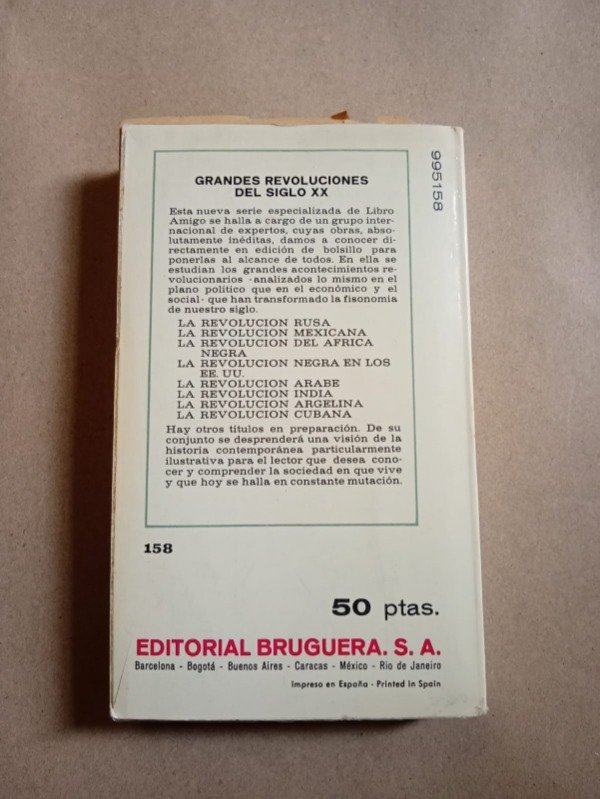 GRANDES REVOLUCIONES
DEL SIGLO XX
Esta nueva serie especializada de Libro
Amigo se halla a cargo de un grupo inter-
nacional de expertos, cuyas obras, abso-
lutamente inéditas, damos a conocer di-
rectamente en edición de bolsillo para
ponerlas al alcance de todos. En ella se
estudian los grandes acontecimientos re-
volucionarios -analizados lo mismo en el
plano político que en el económico y el
social- que han transformado la fisonomía
de nuestro siglo.
LA REVOLUCION RUSA
LA REVOLUCION MEXICANA
LA REVOLUCION DEL AFRICA
NEGRA
LA REVOLUCION NEGRA EN LOS
EE. UU.
LA REVOLUCION ARABE
LA REVOLUCION INDIA
LA REVOLUCION ARGELINA
LA REVOLUCION CUBANA
Hay otros títulos en preparación. De su
conjunto se desprenderá una visión de la
historia contemporánea particularmente
ilustrativa para el lector que desea cono-
cer y comprender la sociedad en que vive
y que hoy se halla en constante mutación.
995158
158
50 ptas.
EDITORIAL BRUGUERA. S. A.
Barcelona - Bogotá - Buenos Aires - Caracas - México - Rio de Janeiro
Impreso en España - Printed in Spain